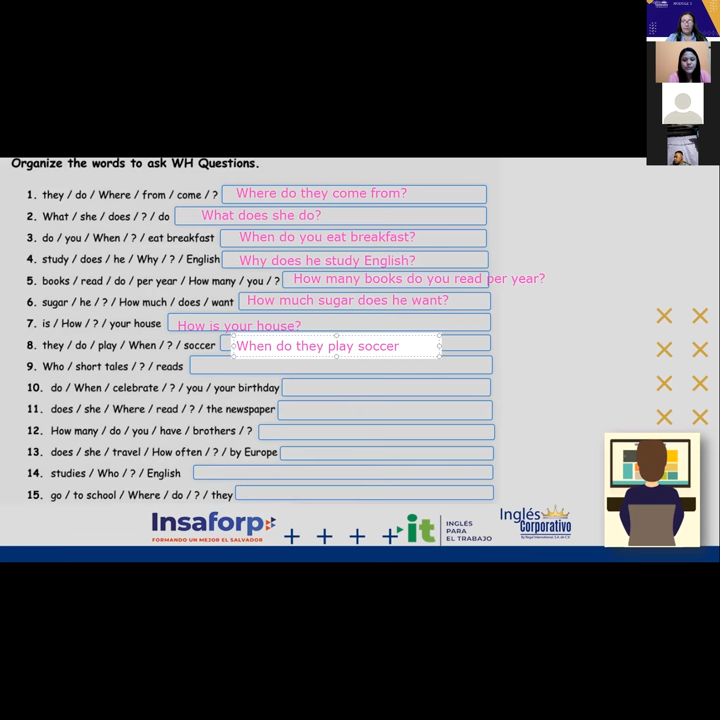 MODULE 1
Organize the words to ask WH Questions.
1. they / do / Where / from / come / ? Where do they come from?
2. What / she / does / ? / do What does she do?
3. do / you / When / ? / eat breakfast When do you eat breakfast?
4. study / does / he / Why / ? / English Why does he study English?
5. books / read / do / per year / How many / you / ? How many books do you read per year?
6. sugar / he / ? / How much / does / want How much sugar does he want?
7. is / How / ? / your house How is your house?
8. they / do / play / When / ? / soccer When do they play soccer
9. Who / short tales / ? / reads
10. do / When / celebrate / ? / you / your birthday
11. does / she / Where / read / ? / the newspaper
12. How many / do / you / have / brothers / ?
13. does / she / travel / How often / ? / by Europe
14. studies / Who / ? / English
15. go / to school / Where / do / ? / they
Insaforp
FORMANDO UN MEJOR EL SALVADOR
it
INGLÉS
PARA
EL TRABAJO
Inglés
Corporativo